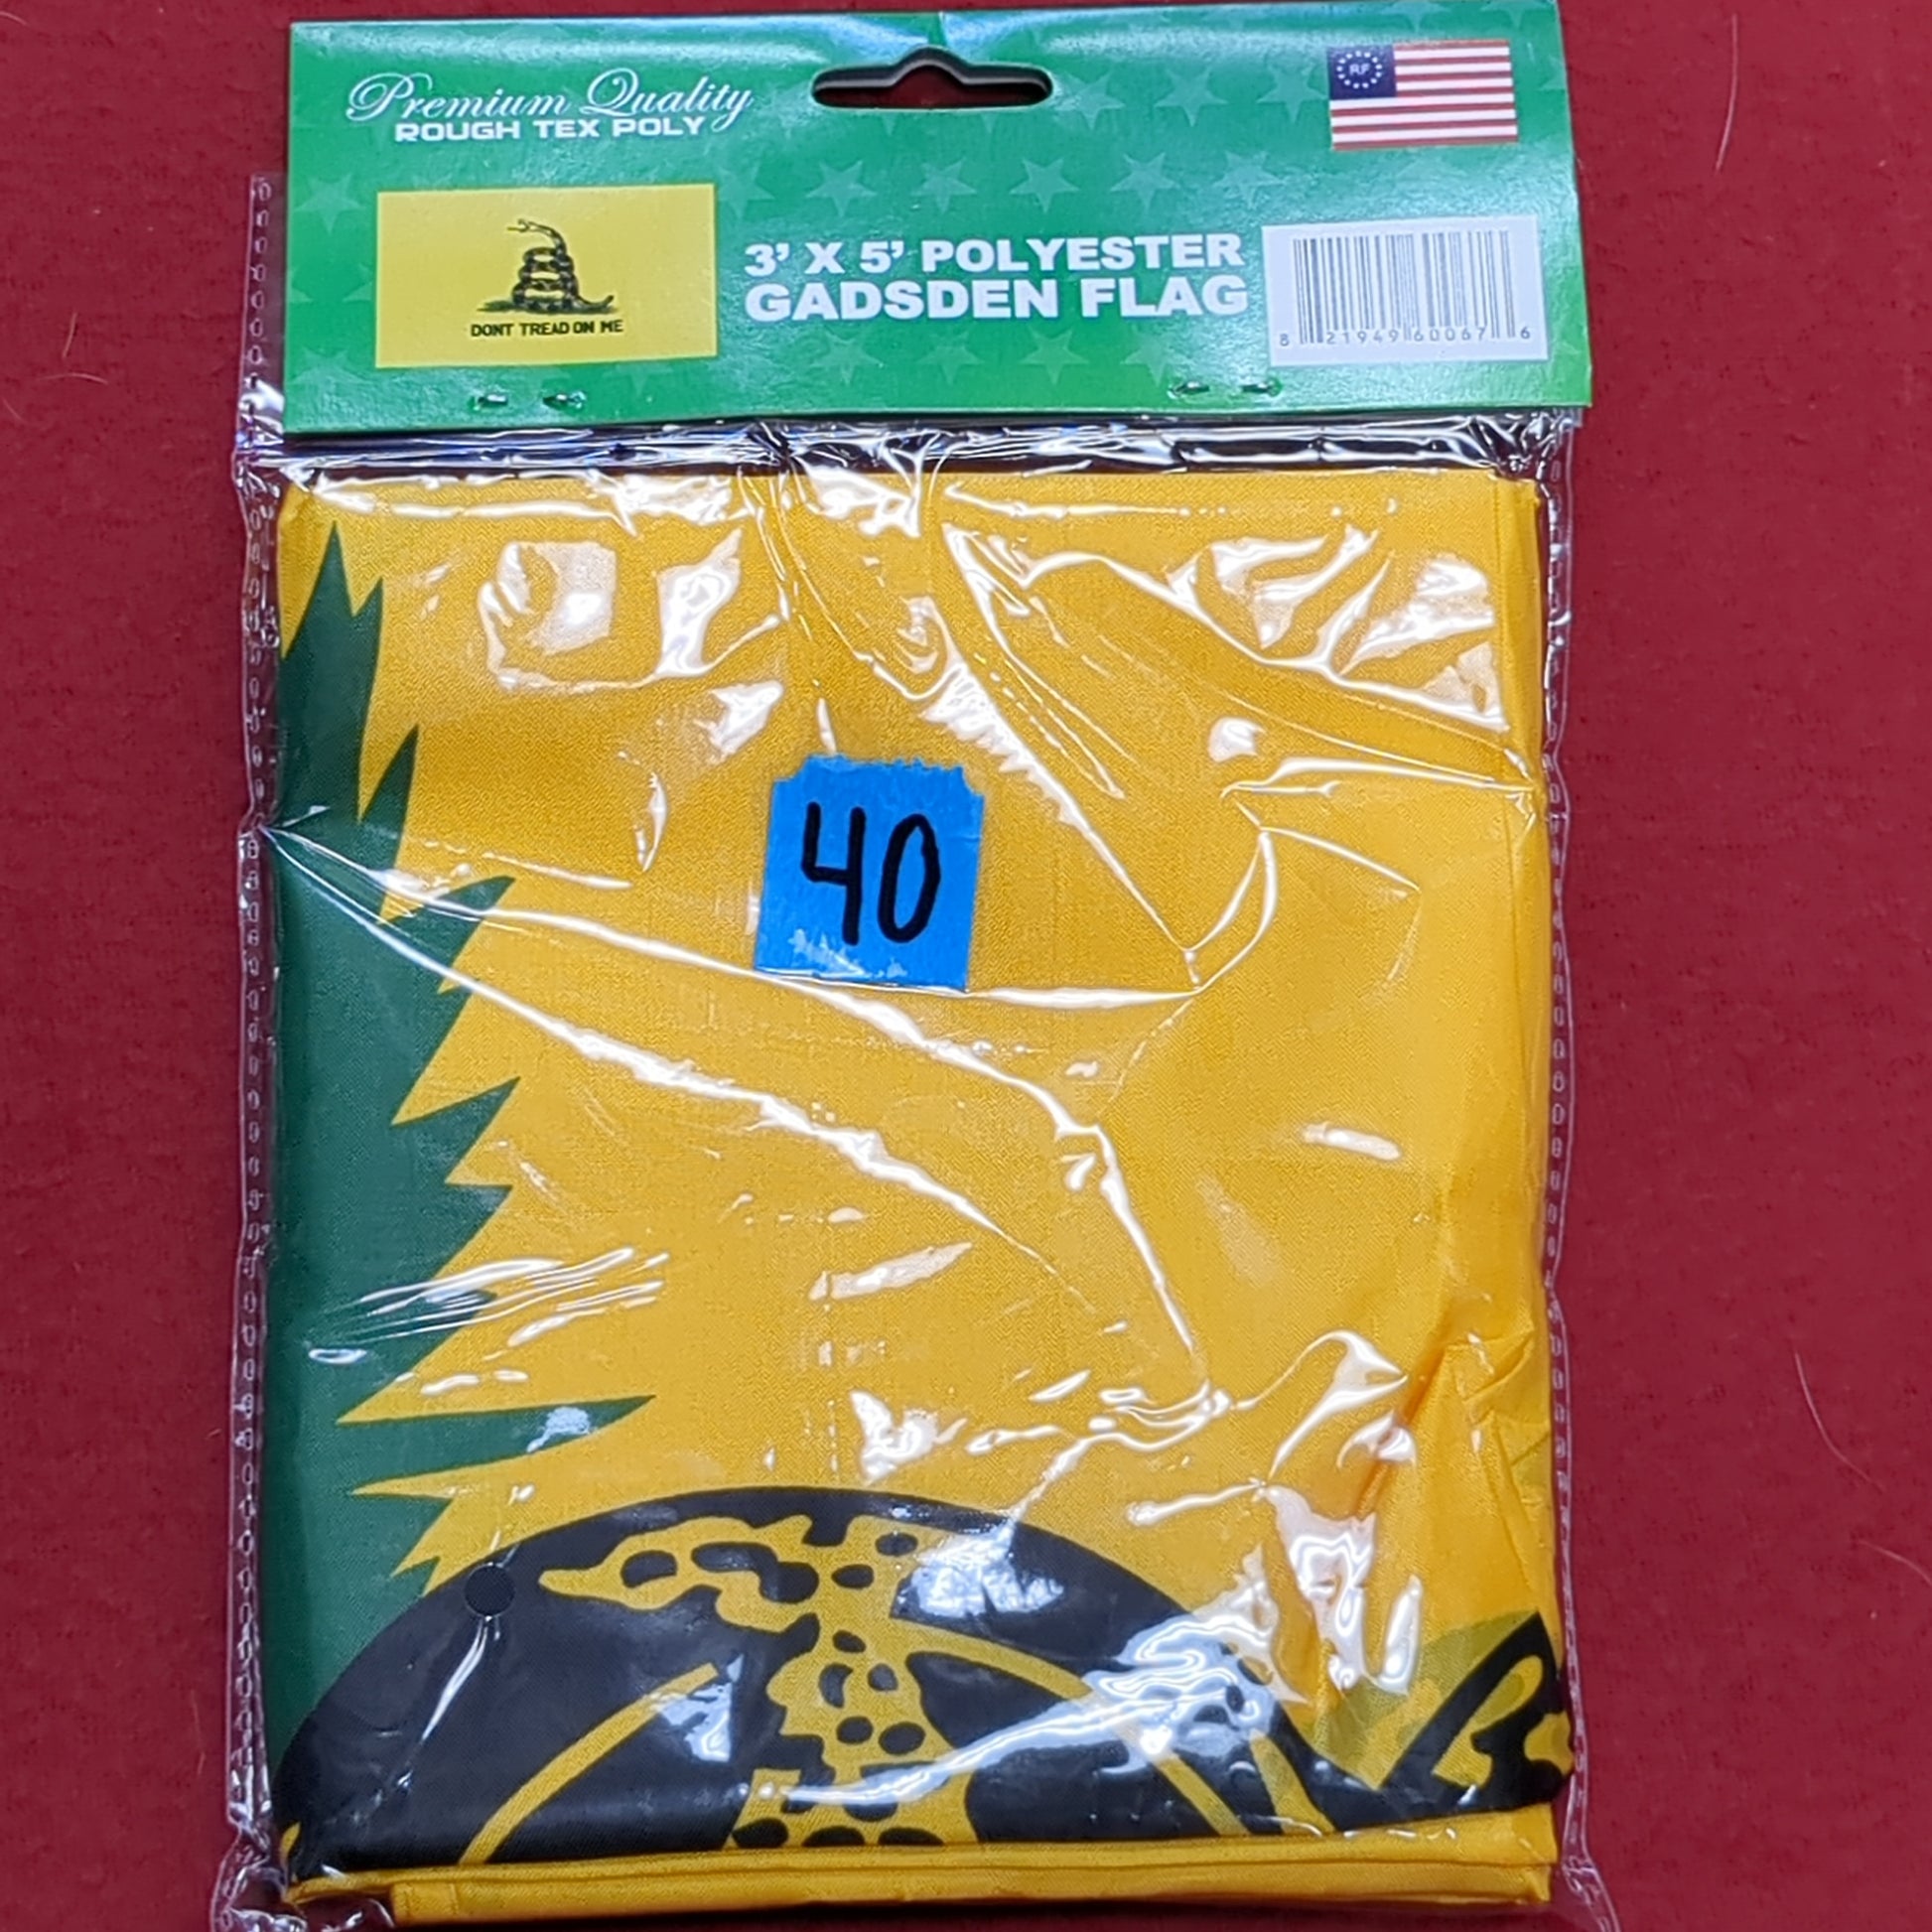 Premium Quality
ROUGH TEX POLY
RF
DONT TREAD ON ME
3' X 5' POLYESTER
GADSDEN FLAG
8 21949 60067 6
40